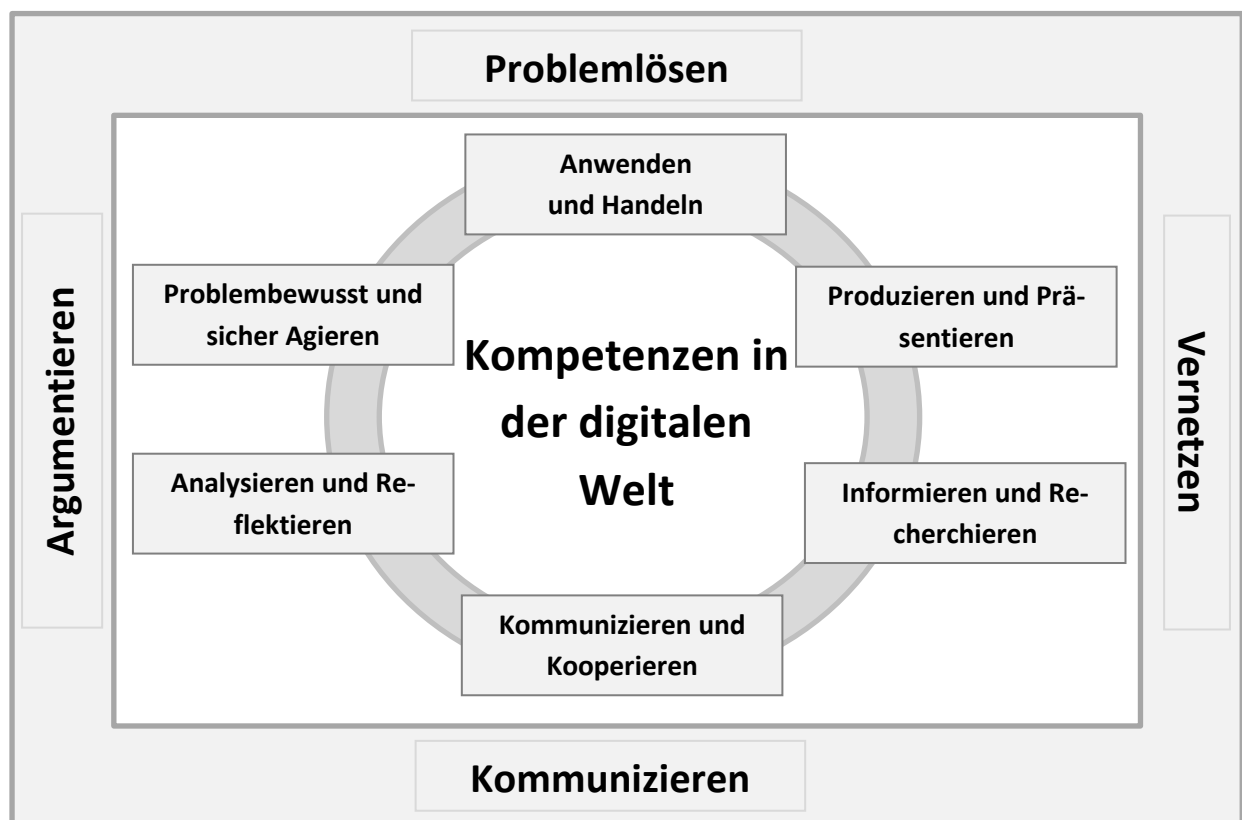 Problemlösen
Anwenden
und Handeln
Problembewusst und
sicher Agieren
Produzieren und Prä-
sentieren
Argumentieren
Kompetenzen in
der digitalen
Welt
Vernetzen
Analysieren und Re-
flektieren
Informieren und Re-
cherchieren
Kommunizieren und
Kooperieren
Kommunizieren